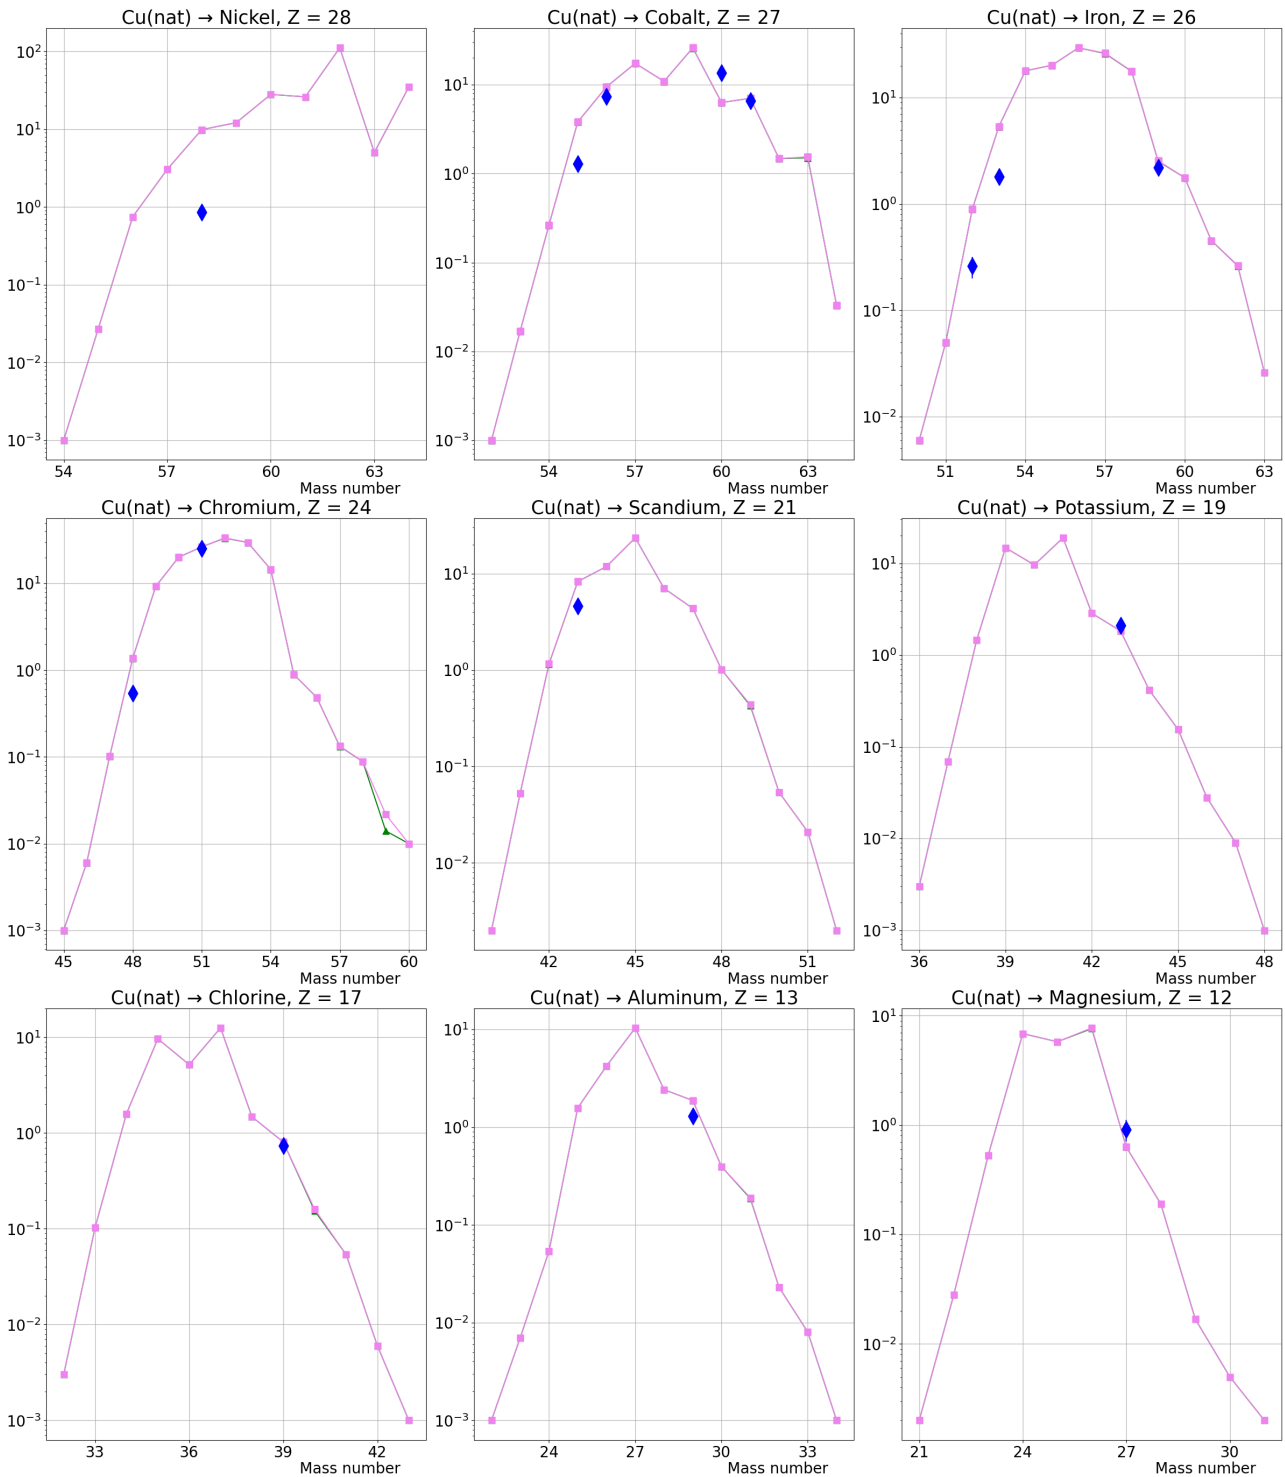 Cu(nat) → Nickel, Z = 28
10²
10¹
10⁰
10⁻¹
10⁻²
10⁻³
54 57 60 63
Mass number
Cu(nat) → Cobalt, Z = 27
10¹
10⁰
10⁻¹
10⁻²
10⁻³
54 57 60 63
Mass number
Cu(nat) → Iron, Z = 26
10¹
10⁰
10⁻¹
10⁻²
51 54 57 60 63
Mass number
Cu(nat) → Chromium, Z = 24
10¹
10⁰
10⁻¹
10⁻²
10⁻³
45 48 51 54 57 60
Mass number
Cu(nat) → Scandium, Z = 21
10¹
10⁰
10⁻¹
10⁻²
42 45 48 51
Mass number
Cu(nat) → Potassium, Z = 19
10¹
10⁰
10⁻¹
10⁻²
10⁻³
36 39 42 45 48
Mass number
Cu(nat) → Chlorine, Z = 17
10¹
10⁰
10⁻¹
10⁻²
10⁻³
33 36 39 42
Mass number
Cu(nat) → Aluminum, Z = 13
10¹
10⁰
10⁻¹
10⁻²
10⁻³
24 27 30 33
Mass number
Cu(nat) → Magnesium, Z = 12
10¹
10⁰
10⁻¹
10⁻²
21 24 27 30
Mass number